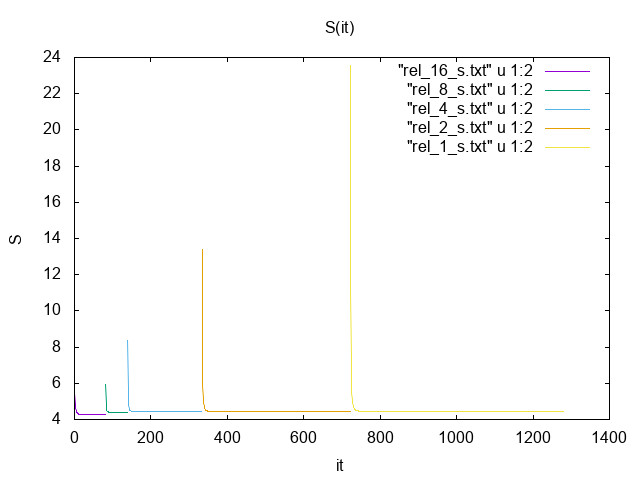 S(it)
24
22
20
18
16
14
12
10
8
6
4
S
"rel_16_s.txt" u 1:2
"rel_8_s.txt" u 1:2
"rel_4_s.txt" u 1:2
"rel_2_s.txt" u 1:2
"rel_1_s.txt" u 1:2
0 200 400 600 800 1000 1200 1400
it